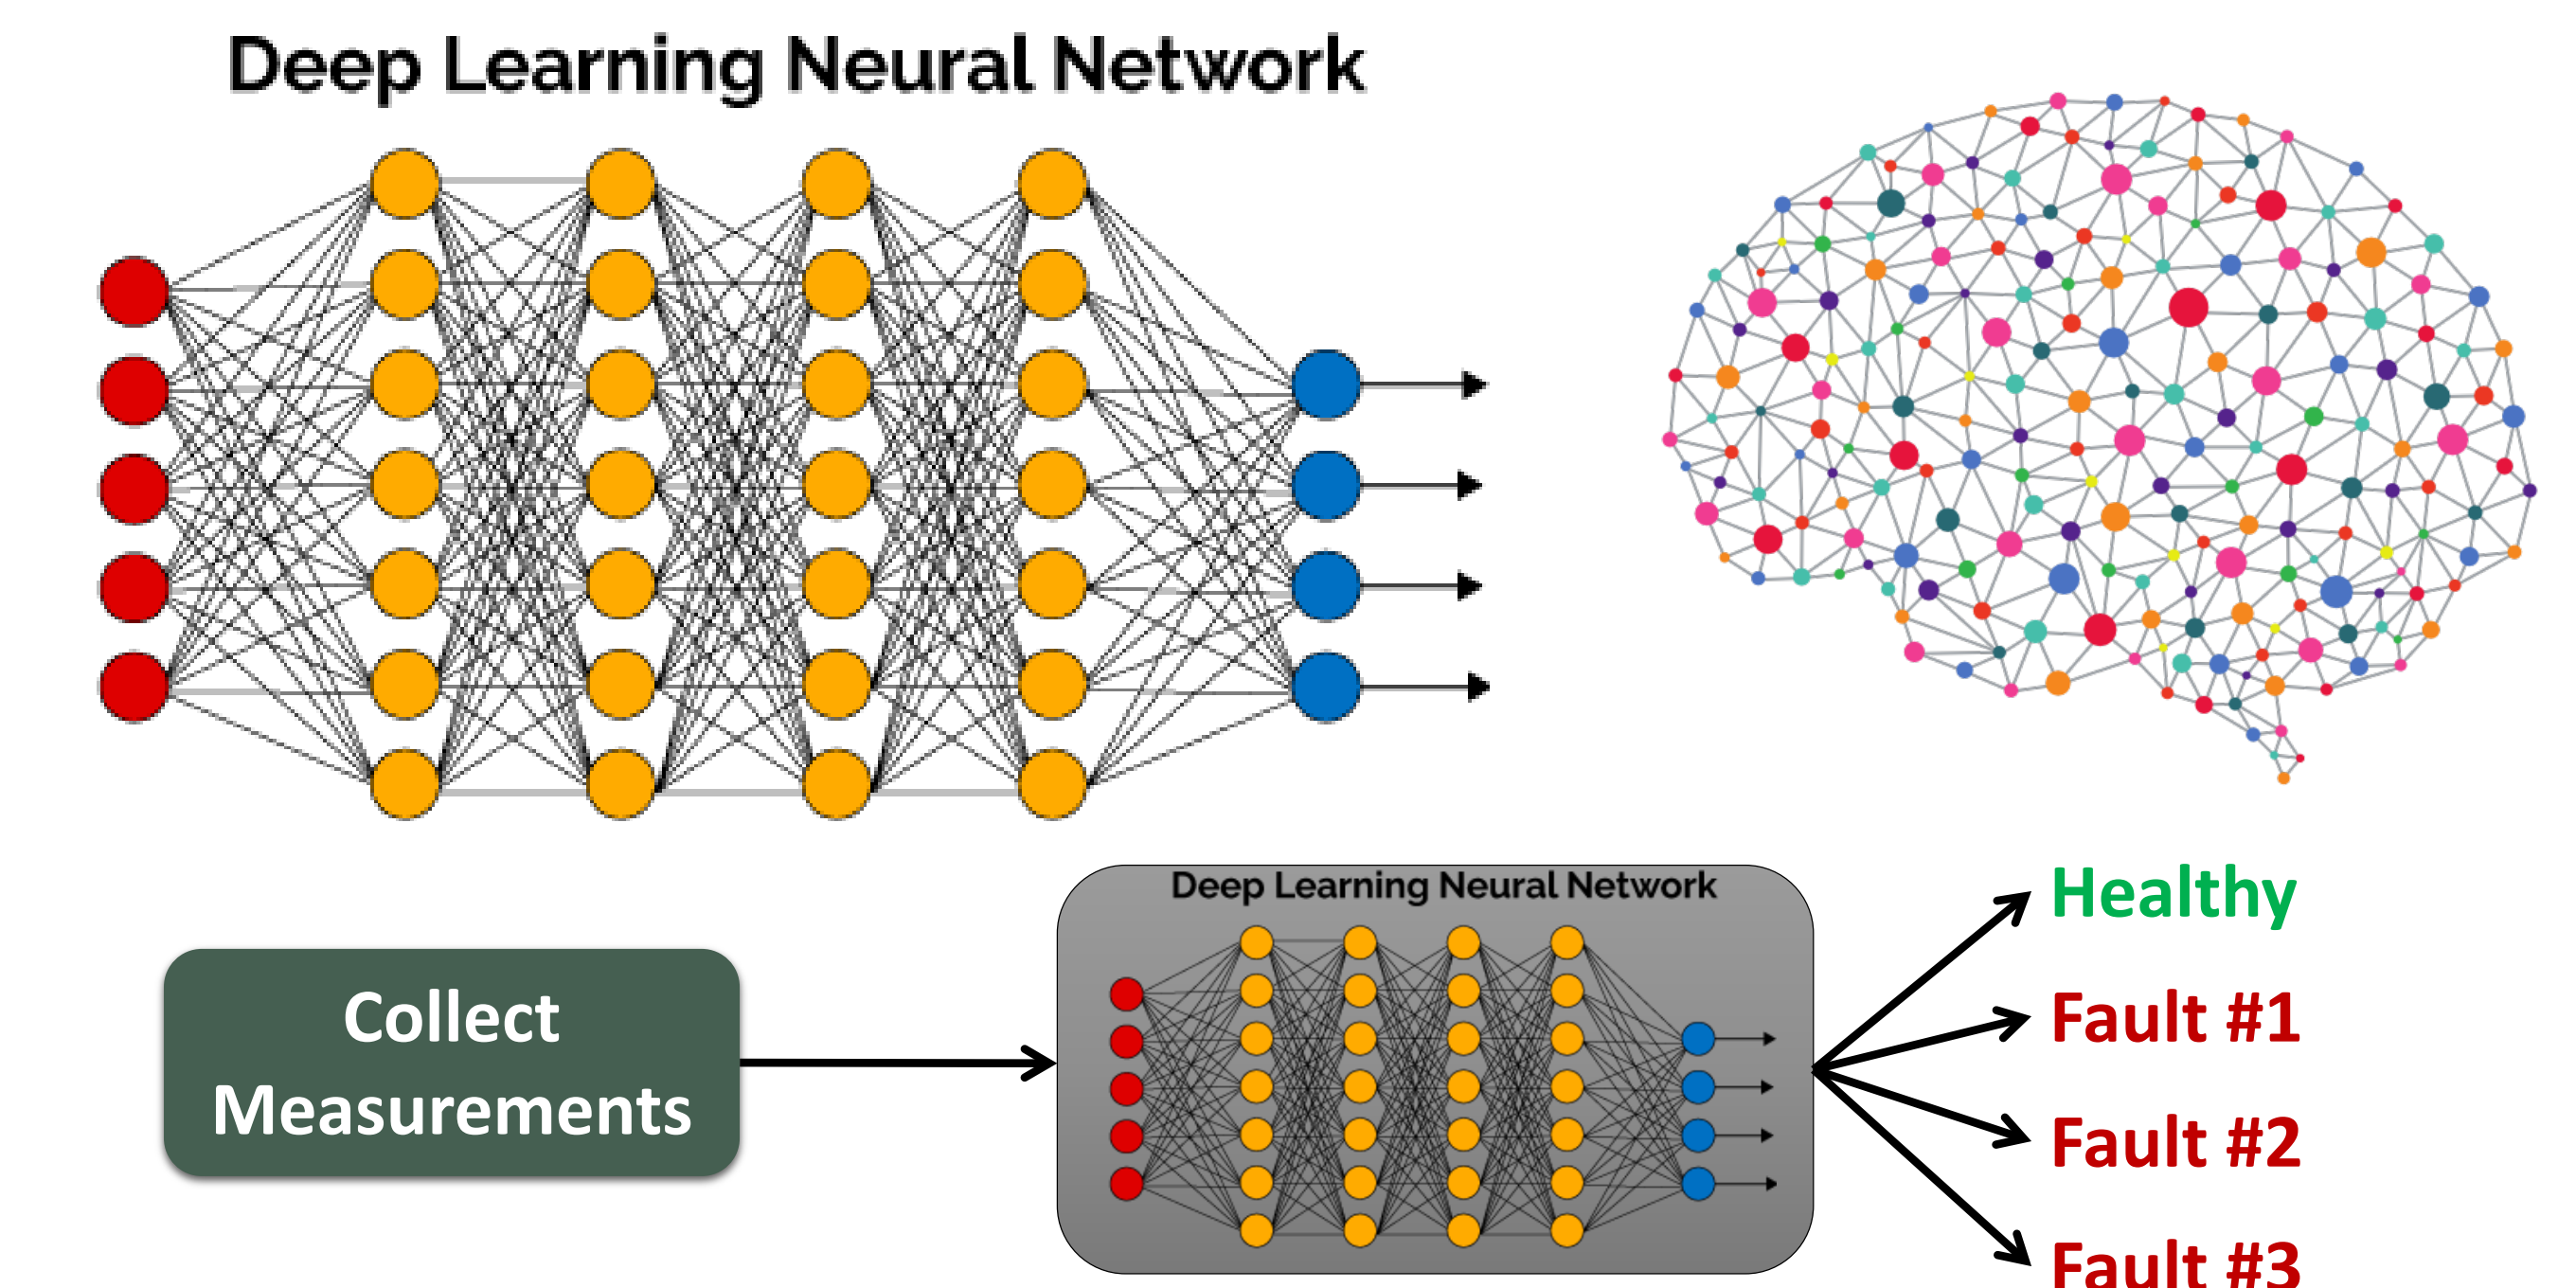 Deep Learning Neural Network
Deep Learning Neural Network
Collect
Measurements
Healthy
Fault #1
Fault #2
Fault #3